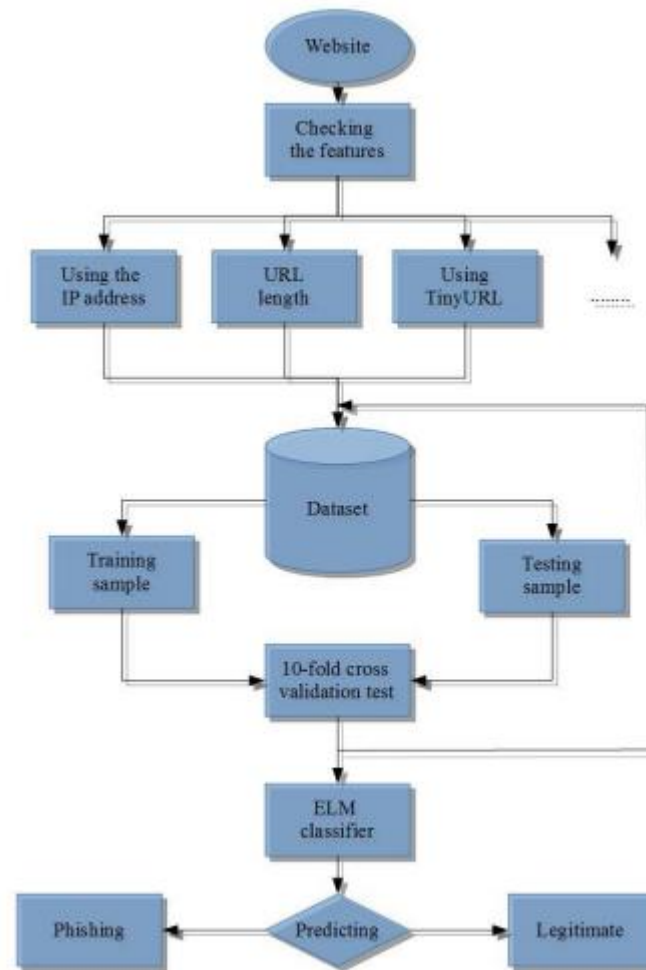 Website
Checking
the features
Using the
IP address
URL
length
Using
TinyURL
........
Dataset
Training
sample
Testing
sample
10-fold cross
validation test
ELM
classifier
Phishing
Predicting
Legitimate